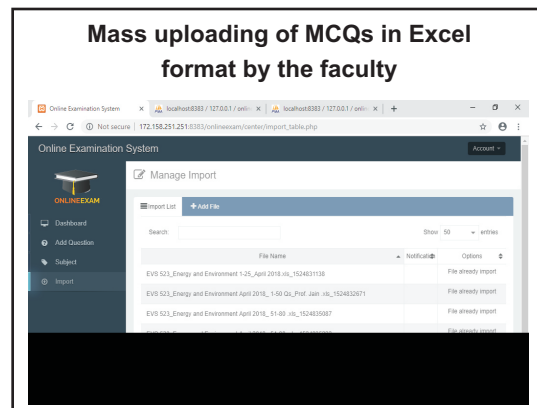 Mass uploading of MCQs in Excel
format by the faculty
Online Examination System
localhost:8383 / 127.0.0.1 / onlin
localhost:8383 / 127.0.0.1 / onlin
Not secure | 172.158.251.251:8383/onlineexam/center/import_table.php
Online Examination System
Account
ONLINEEXAM
Manage Import
Import List
Add File
Dashboard
Add Question
Subject
Import
Search:
Show 50 entries
File Name
Notification
Options
EVS 523_Energy and Environment 1-25_April 2018.xls_1524831138
File already import
EVS 523_Energy and Environment April 2018_ 1-50 Qs_Prof. Jain .xls_1524832671
File already import
EVS 523_Energy and Environment April 2018_ 51-80 .xls_1524835087
File already import
File already import